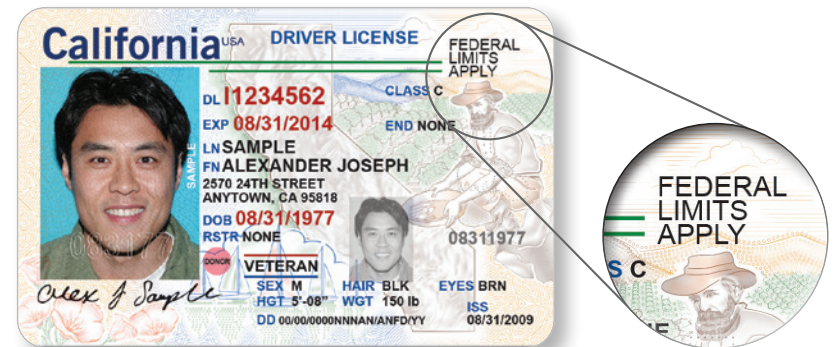 California USA DRIVER LICENSE
FEDERAL
LIMITS
APPLY
DL I1234562
CLASS C
EXP 08/31/2014
END NONE
LN SAMPLE
FN ALEXANDER JOSEPH
2570 24TH STREET
ANYTOWN, CA 95818
DOB 08/31/1977
RSTR NONE
08311977
SAMPLE
083177
DONOR
VETERAN
SEX M
HAIR BLK
EYES BRN
HGT 5'-08"
WGT 150 lb
ISS
08/31/2009
DD 00/00/0000NNNAN/ANFD/YY
Alex J Sample
FEDERAL
LIMITS
APPLY
S C